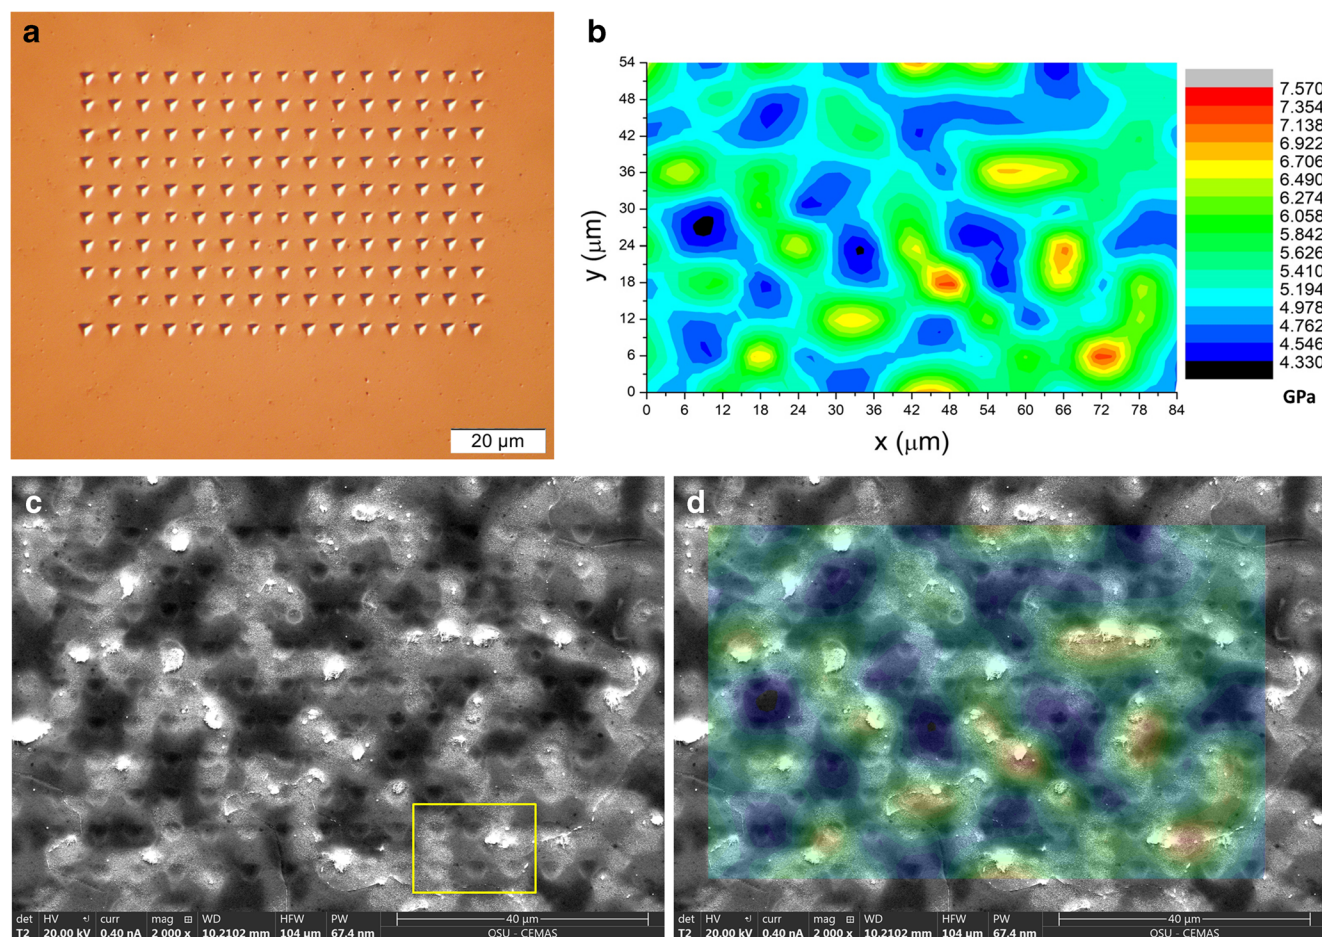 a
20 μm
b
y (μm)
54
48
42
36
30
24
18
12
6
0
0 6 12 18 24 30 36 42 48 54 60 66 72 78 84
x (μm)
7.570
7.354
7.138
6.922
6.706
6.490
6.274
6.058
5.842
5.626
5.410
5.194
4.978
4.762
4.546
4.330
GPa
c
det HV curr mag WD HFW PW 40 μm
T2 20.00 kV 0.40 nA 2 000 x 10.2102 mm 104 μm 67.4 nm OSU - CEMAS
d
det HV curr mag WD HFW PW 40 μm
T2 20.00 kV 0.40 nA 2 000 x 10.2102 mm 104 μm 67.4 nm OSU - CEMAS